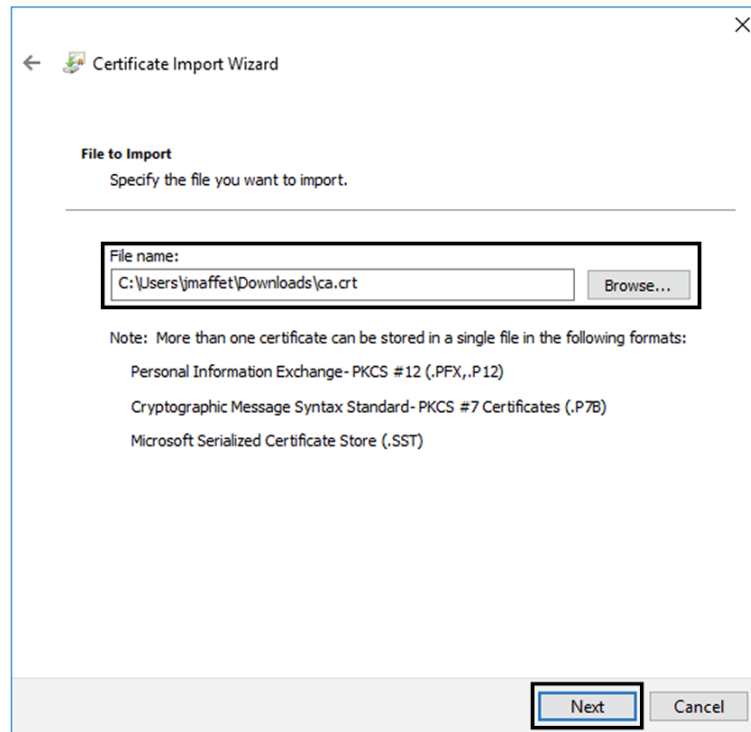 Certificate Import Wizard
File to Import
Specify the file you want to import.
File name:
C:\Users\jmaffet\Downloads\ca.crt
Browse...
Note: More than one certificate can be stored in a single file in the following formats:
Personal Information Exchange- PKCS #12 (.PFX,.P12)
Cryptographic Message Syntax Standard- PKCS #7 Certificates (.P7B)
Microsoft Serialized Certificate Store (.SST)
Next
Cancel